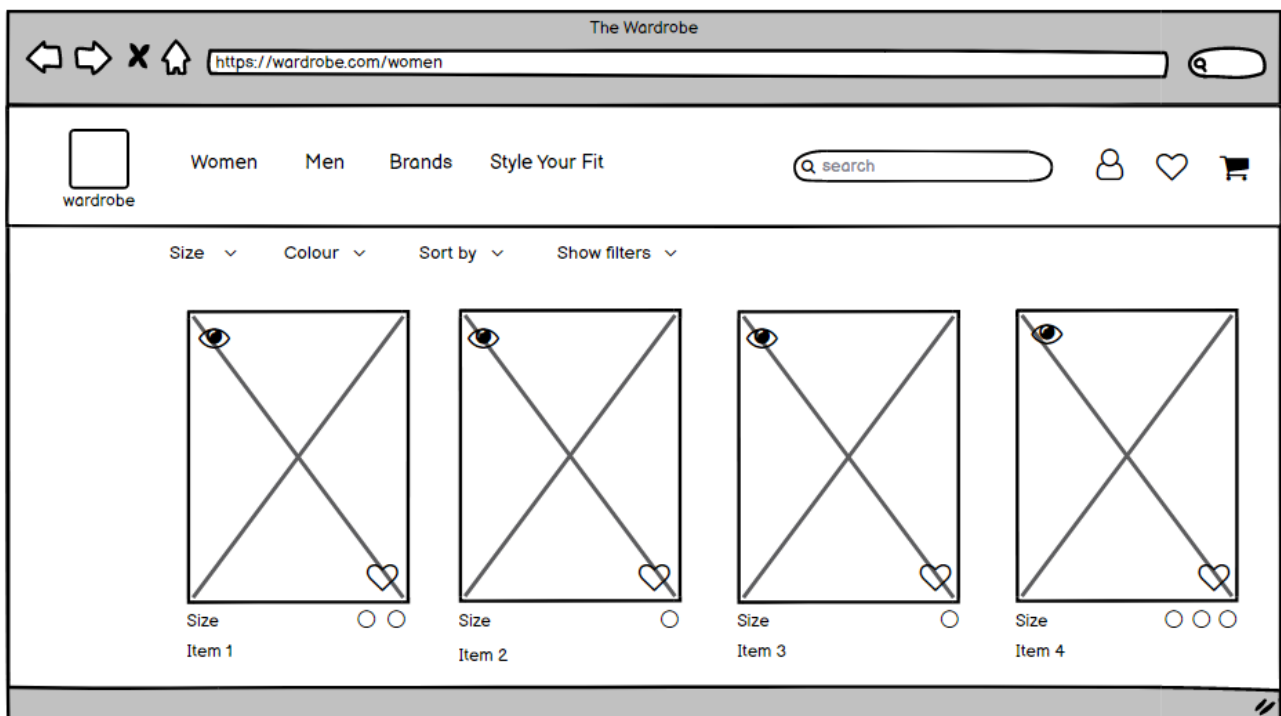 The Wardrobe
https://wardrobe.com/women
Women Men Brands Style Your Fit search
wardrobe
Size Colour Sort by Show filters
Size Size Size Size
Item 1 Item 2 Item 3 Item 4